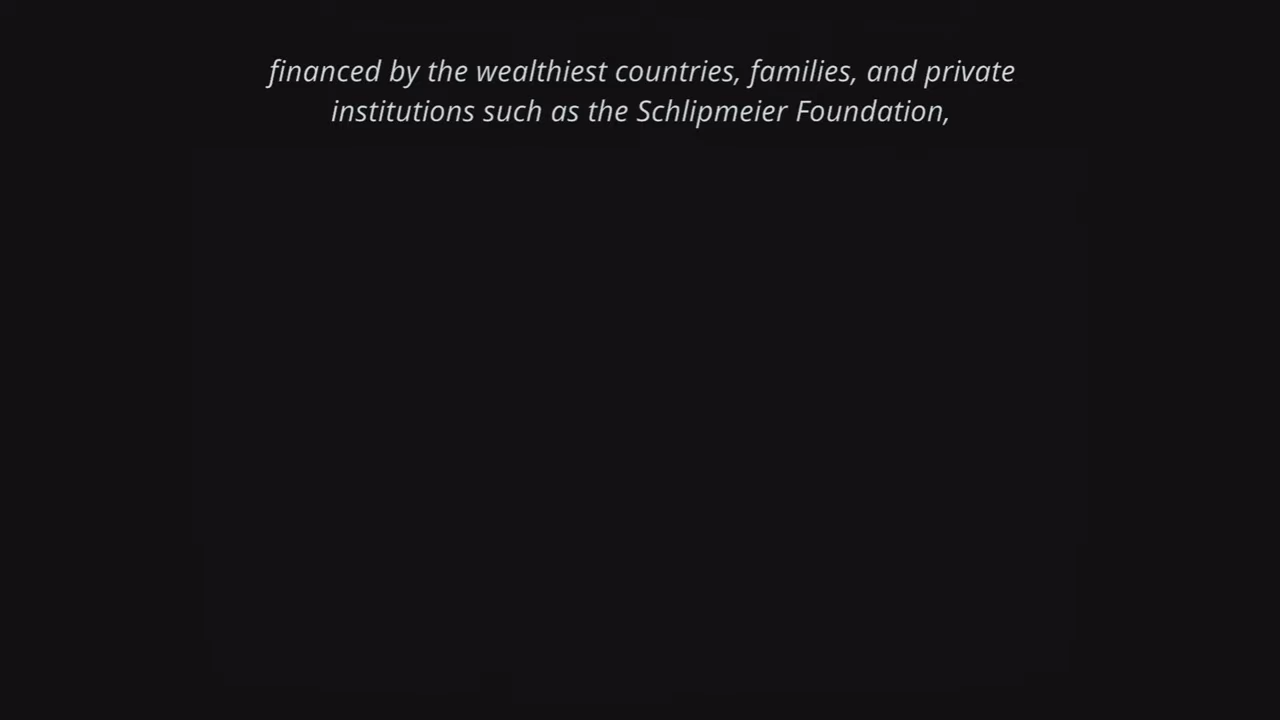 financed by the wealthiest countries, families, and private
institutions such as the Schlipmeier Foundation,